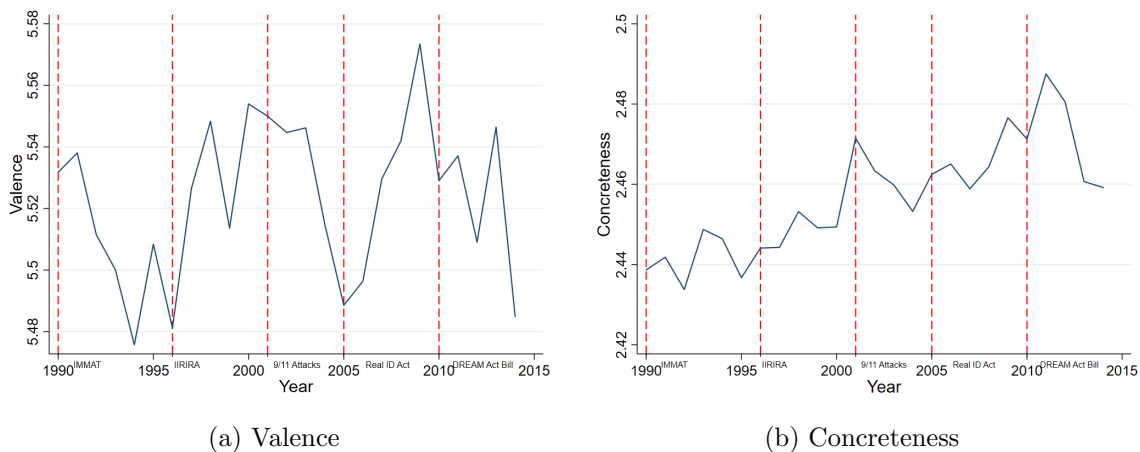 5.58
5.56
5.54
5.52
5.5
5.48
Valence
1990 IMMAT 1995 IIRIRA 2000 9/11 Attacks 2005 Real ID Act 2010 DREAM Act Bill 2015
Year
(a) Valence
2.5
2.48
2.46
2.44
2.42
Concreteness
1990 IMMAT 1995 IIRIRA 2000 9/11 Attacks 2005 Real ID Act 2010 DREAM Act Bill 2015
Year
(b) Concreteness